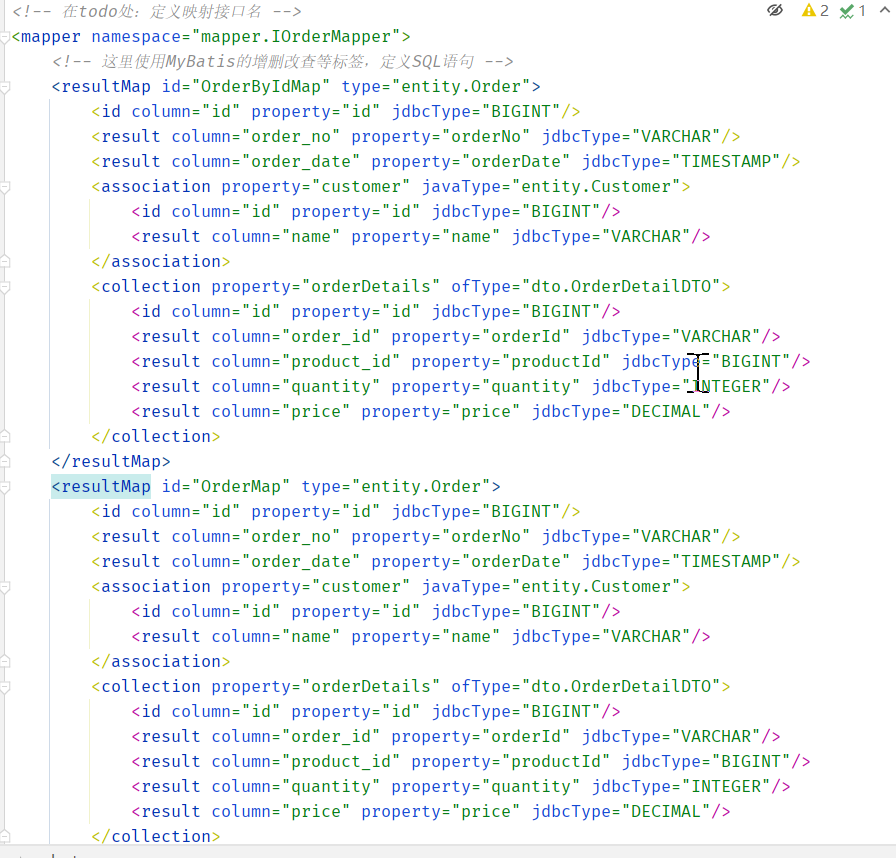 <!-- 在todo处：定义映射接口名 -->
2 1
<mapper namespace="mapper.IOrderMapper">
<!-- 这里使用MyBatis的增删改查等标签，定义SQL语句 -->
<resultMap id="OrderByIdMap" type="entity.Order">
<id column="id" property="id" jdbcType="BIGINT"/>
<result column="order_no" property="orderNo" jdbcType="VARCHAR"/>
<result column="order_date" property="orderDate" jdbcType="TIMESTAMP"/>
<association property="customer" javaType="entity.Customer">
<id column="id" property="id" jdbcType="BIGINT"/>
<result column="name" property="name" jdbcType="VARCHAR"/>
</association>
<collection property="orderDetails" ofType="dto.OrderDetailDTO">
<id column="id" property="id" jdbcType="BIGINT"/>
<result column="order_id" property="orderId" jdbcType="VARCHAR"/>
<result column="product_id" property="productId" jdbcType="BIGINT"/>
<result column="quantity" property="quantity" jdbcType="INTEGER"/>
<result column="price" property="price" jdbcType="DECIMAL"/>
</collection>
</resultMap>
<resultMap id="OrderMap" type="entity.Order">
<id column="id" property="id" jdbcType="BIGINT"/>
<result column="order_no" property="orderNo" jdbcType="VARCHAR"/>
<result column="order_date" property="orderDate" jdbcType="TIMESTAMP"/>
<association property="customer" javaType="entity.Customer">
<id column="id" property="id" jdbcType="BIGINT"/>
<result column="name" property="name" jdbcType="VARCHAR"/>
</association>
<collection property="orderDetails" ofType="dto.OrderDetailDTO">
<id column="id" property="id" jdbcType="BIGINT"/>
<result column="order_id" property="orderId" jdbcType="VARCHAR"/>
<result column="product_id" property="productId" jdbcType="BIGINT"/>
<result column="quantity" property="quantity" jdbcType="INTEGER"/>
<result column="price" property="price" jdbcType="DECIMAL"/>
</collection>